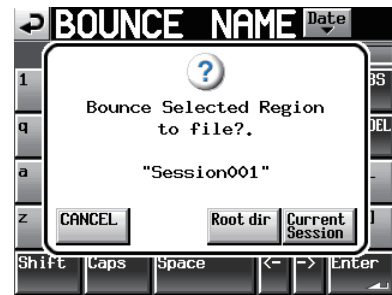 BOUNCE NAME Date
?
1
BS
Bounce Selected Region
to file?.
q
DEL
"Session001"
a
-
z
CANCEL
Root dir
Current
Session
Shift Caps Space <- -> Enter